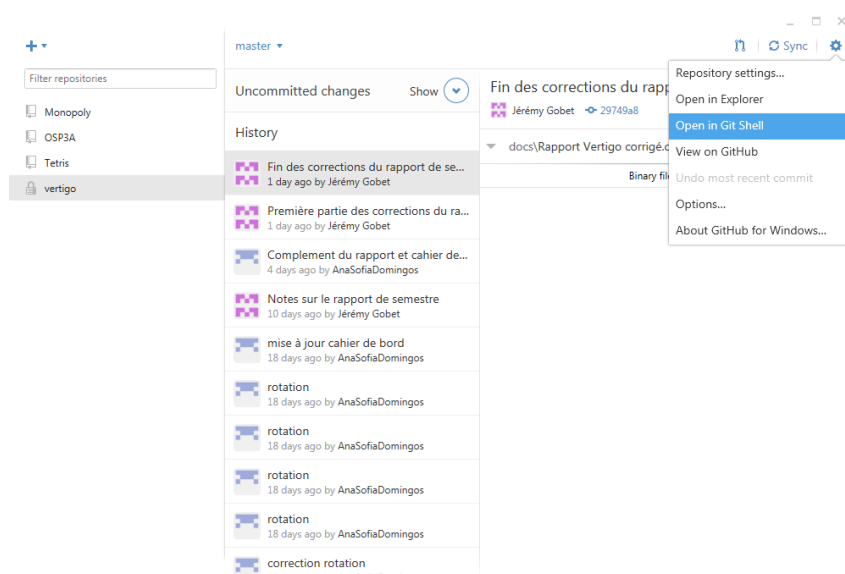 master
Sync
Filter repositories
Monopoly
OSP3A
Tetris
vertigo
Uncommitted changes
Show
History
Fin des corrections du rapport de se...
1 day ago by Jérémy Gobet
Première partie des corrections du ra...
1 day ago by Jérémy Gobet
Complement du rapport et cahier de...
4 days ago by AnaSofiaDomingos
Notes sur le rapport de semestre
10 days ago by Jérémy Gobet
mise à jour cahier de bord
18 days ago by AnaSofiaDomingos
rotation
18 days ago by AnaSofiaDomingos
rotation
18 days ago by AnaSofiaDomingos
rotation
18 days ago by AnaSofiaDomingos
rotation
18 days ago by AnaSofiaDomingos
correction rotation
Fin des corrections du rapp
Jérémy Gobet 29749a8
docs\Rapport Vertigo corrigé.
Binary
Repository settings...
Open in Explorer
Open in Git Shell
View on GitHub
Undo most recent commit
Options...
About GitHub for Windows...